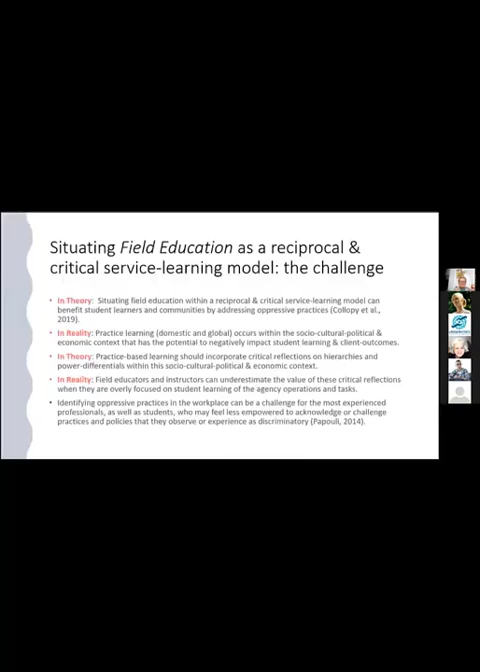 Situating Field Education as a reciprocal &
critical service-learning model: the challenge
• In Theory: Situating field education within a reciprocal & critical service-learning model can
benefit student learners and communities by addressing oppressive practices (Collopy et al.,
2019).
• In Reality: Practice learning (domestic and global) occurs within the socio-cultural-political &
economic context that has the potential to negatively impact student learning & client-outcomes.
• In Theory: Practice-based learning should incorporate critical reflections on hierarchies and
power-differentials within this socio-cultural-political & economic context.
• In Reality: Field educators and instructors can underestimate the value of these critical reflections
when they are overly focused on student learning of the agency operations and tasks.
• Identifying oppressive practices in the workplace can be a challenge for the most experienced
professionals, as well as students, who may feel less empowered to acknowledge or challenge
practices and policies that they observe or experience as discriminatory (Papouli, 2014).